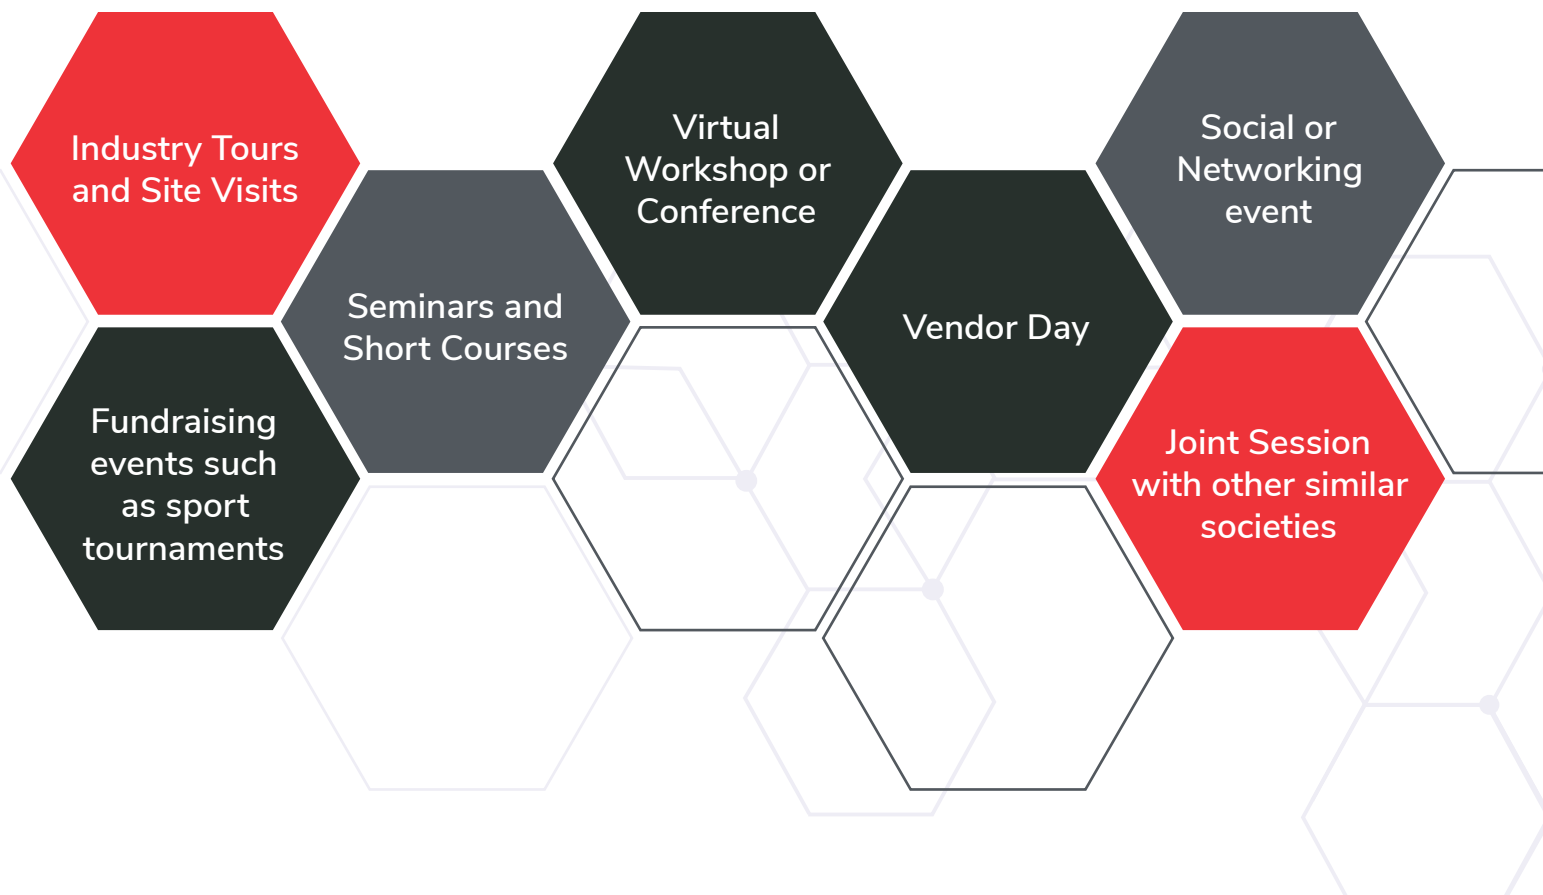 Industry Tours
and Site Visits
Fundraising
events such
as sport
tournaments
Seminars and
Short Courses
Virtual
Workshop or
Conference
Vendor Day
Social or
Networking
event
Joint Session
with other similar
societies